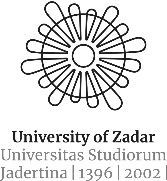 University of Zadar
Universitas Studiorum
Jadertina | 1396 | 2002 |